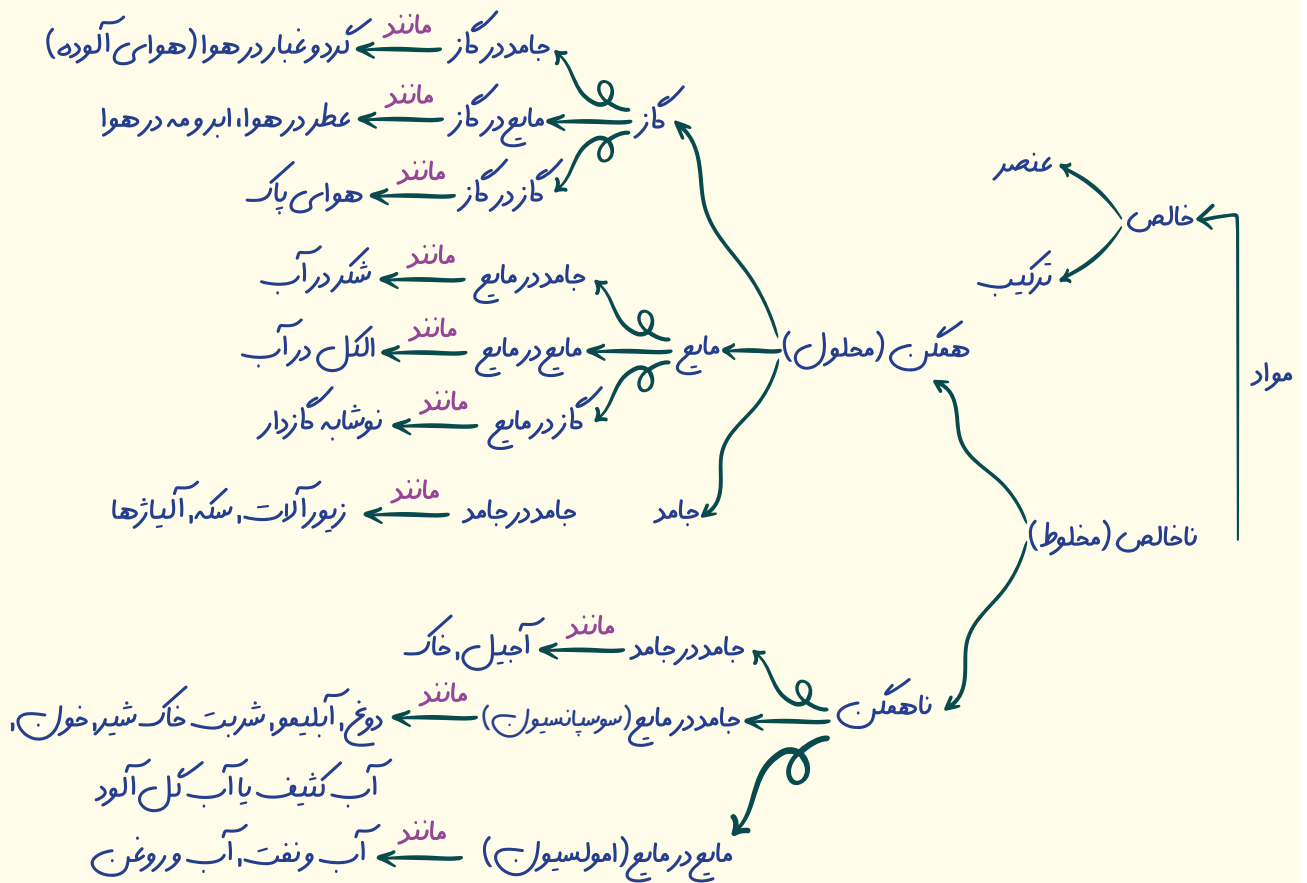 جامد در گاز مانند گرد و غبار در هوا (هوای آلوده)
گاز مایع در گاز مانند عطر در هوا، ابر و مه در هوا
گاز در گاز مانند هوای پاک
عنصر
خالص
ترکیب
جامد در مایع مانند شکر در آب
همگن (محلول) مایع مایع در مایع مانند الکل در آب
گاز در مایع مانند نوشابه گازدار
مواد
جامد جامد در جامد مانند زیورآلات، سکه، آلیاژها
ناخالص (مخلوط)
جامد در جامد مانند آجیل، خاک
ناهمگن جامد در مایع (سوسپانسیون) مانند دوغ، آبلیمو، شربت خاک شیر، خون،
آب کثیف یا آب گل آلود
مایع در مایع (امولسیون) مانند آب و نفت، آب و روغن